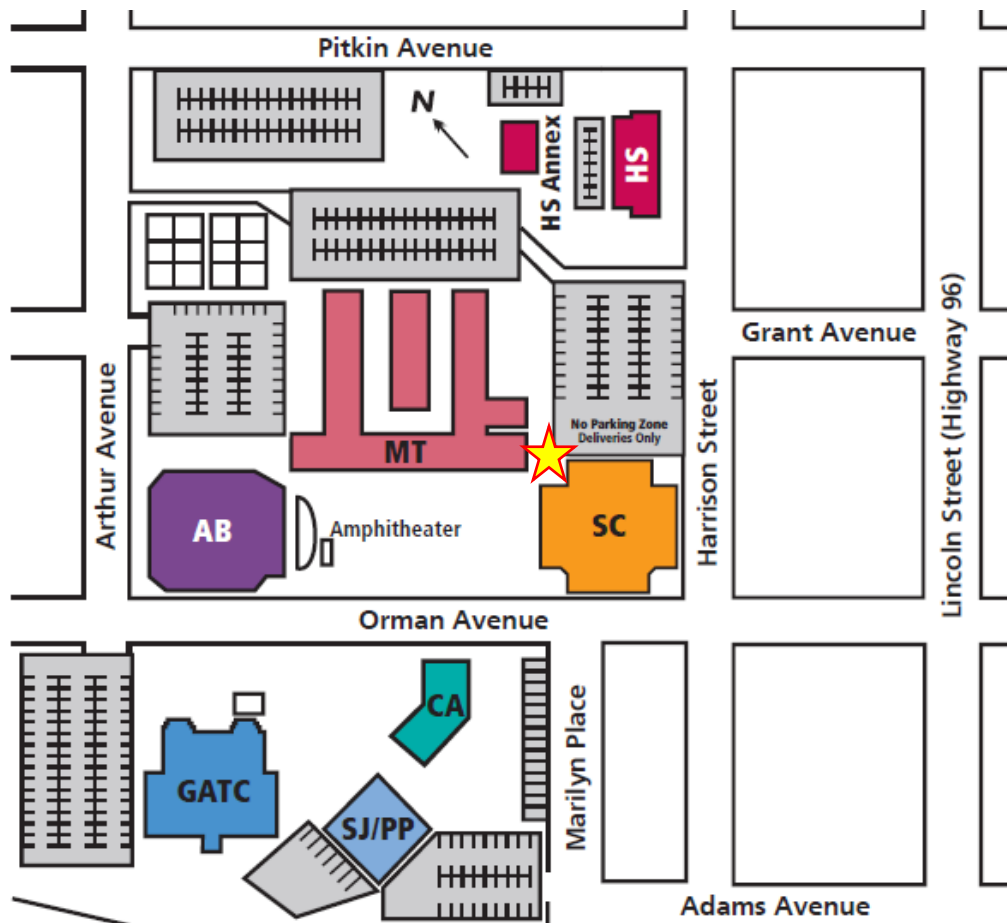 Pitkin Avenue
N
HS Annex
HS
Grant Avenue
Lincoln Street (Highway 96)
Arthur Avenue
Harrison Street
No Parking Zone
Deliveries Only
MT
AB
Amphitheater
SC
Orman Avenue
CA
Marilyn Place
GATC
SJ/PP
Adams Avenue